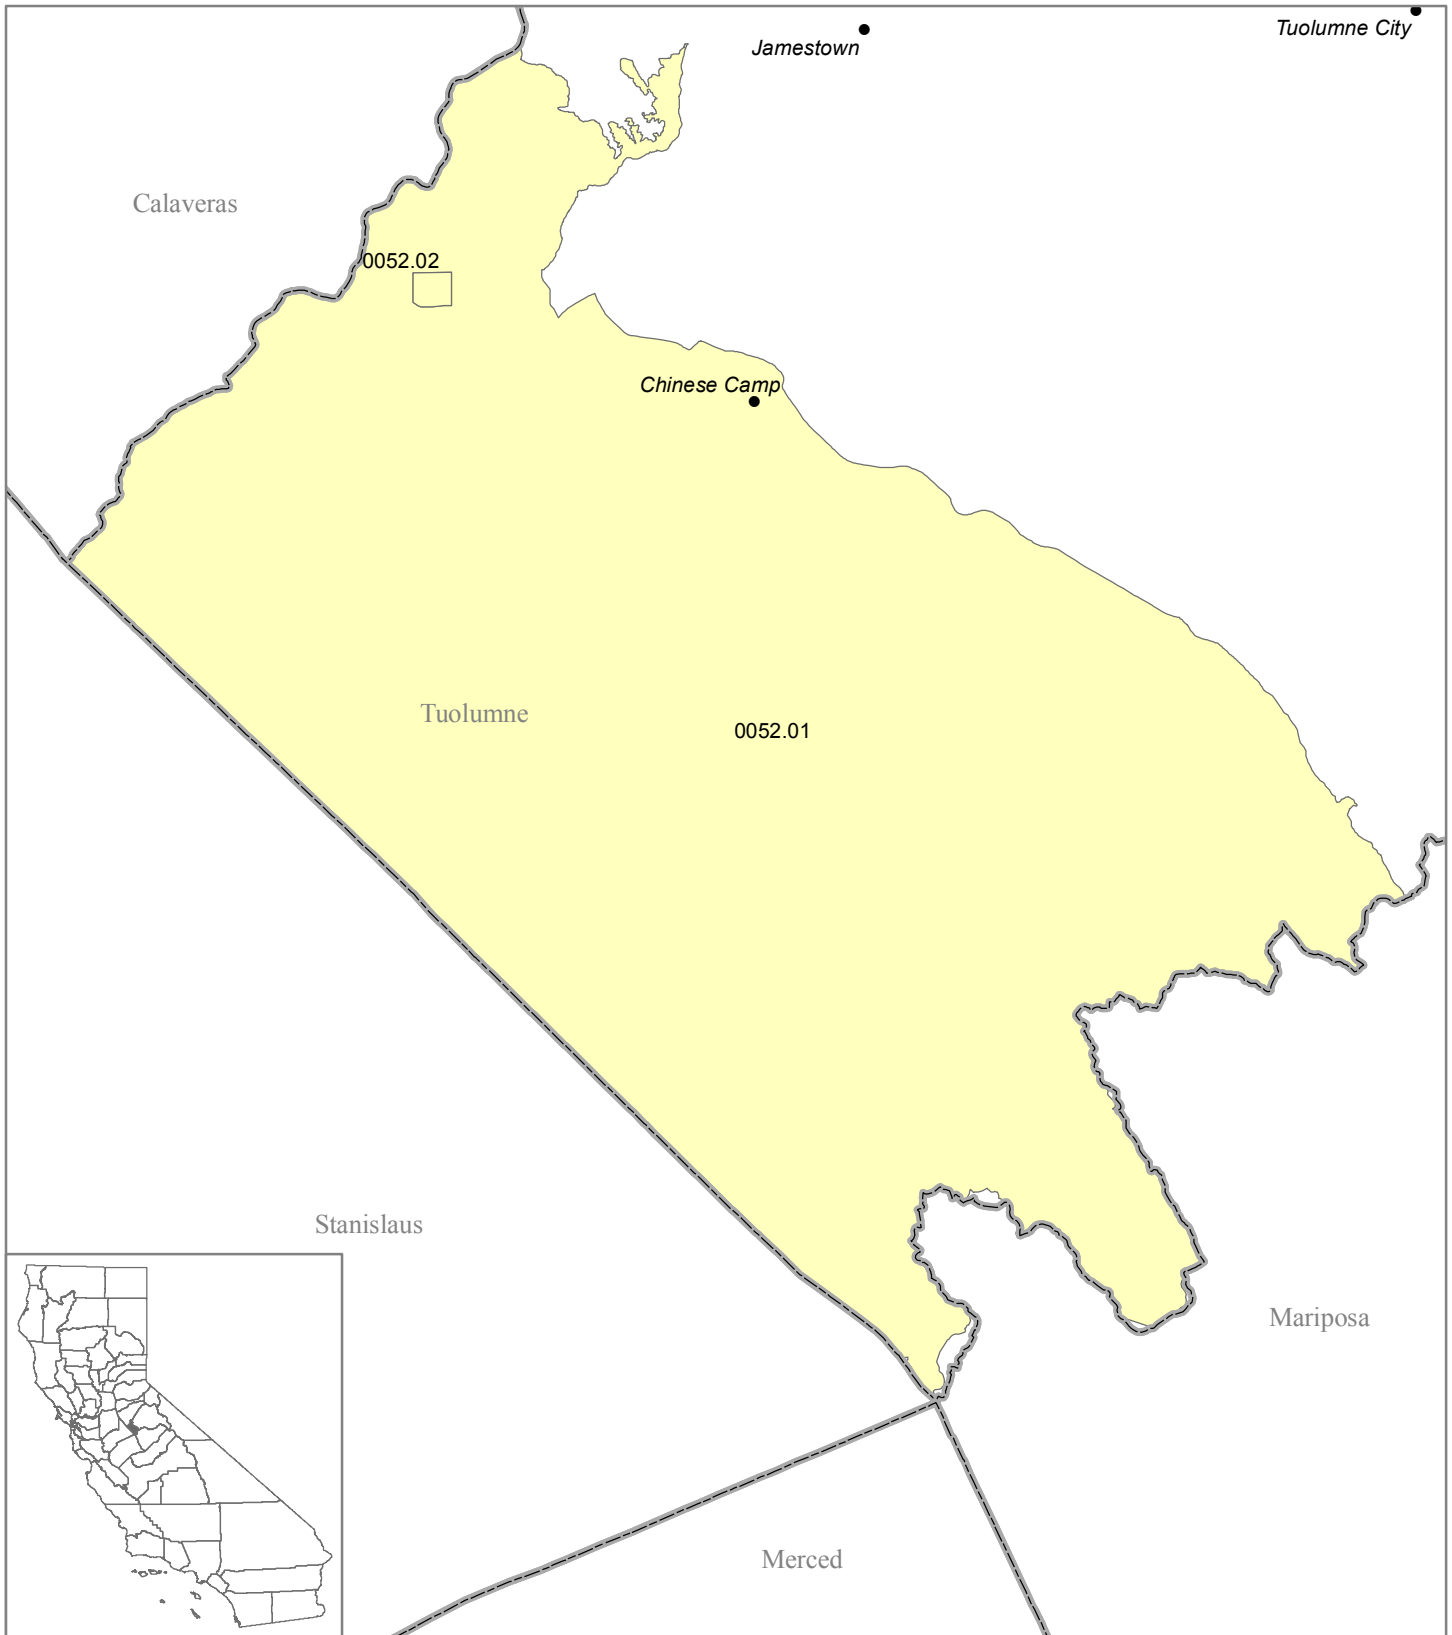 Tuolumne City
Jamestown
Calaveras
0052.02
Chinese Camp
Tuolumne
0052.01
Stanislaus
Mariposa
Merced